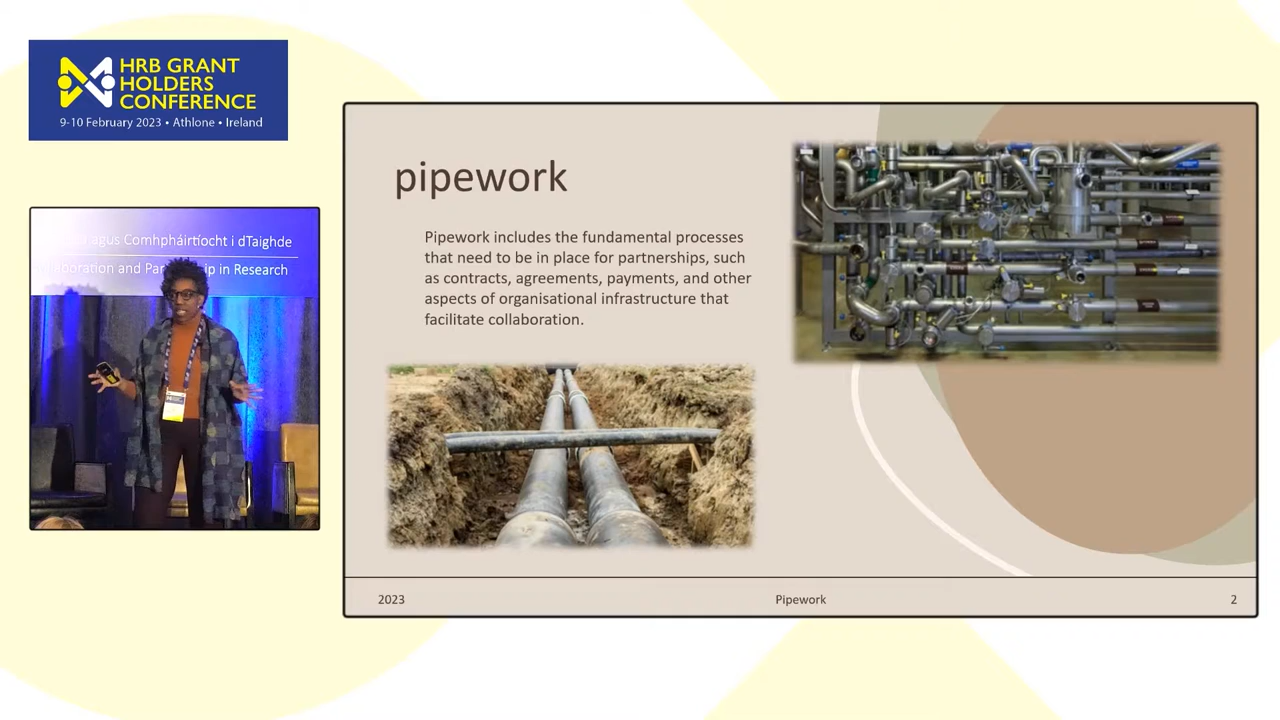 HRB GRANT
HOLDERS
CONFERENCE
9-10 February 2023 • Athlone • Ireland
agus Comhpháirtíocht i dTaighde
in Research
pipework
Pipework includes the fundamental processes
that need to be in place for partnerships, such
as contracts, agreements, payments, and other
aspects of organisational infrastructure that
facilitate collaboration.
2023
Pipework
2